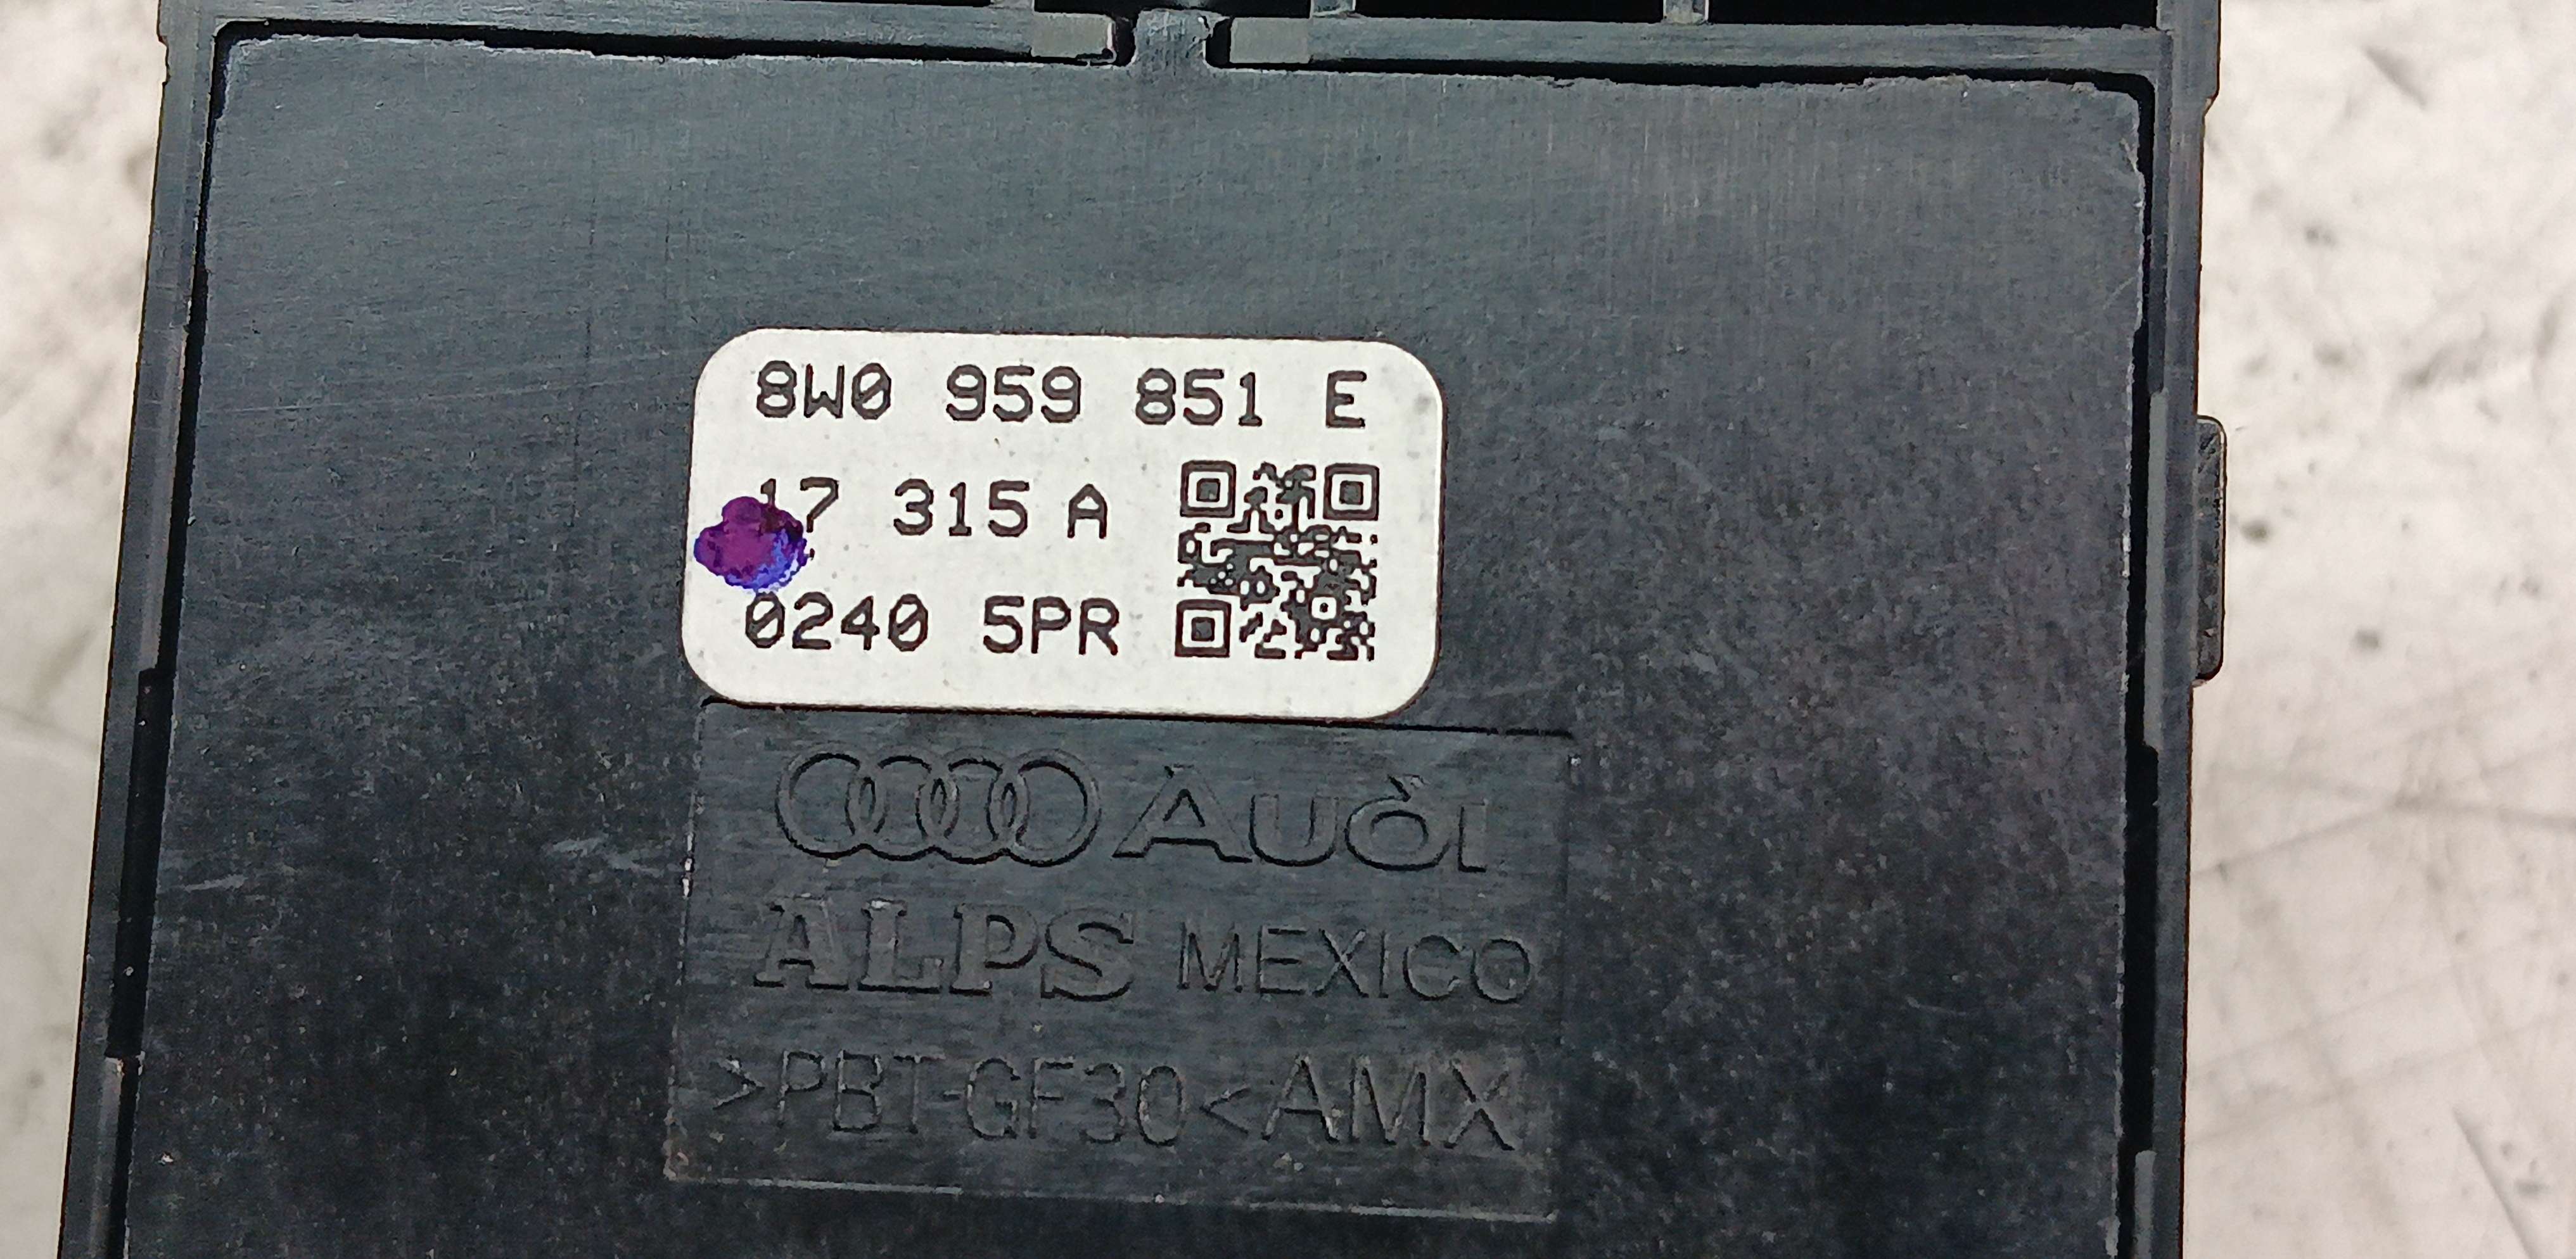 8W0 959 851 E
17 315 A
0240 5PR
Audi
ALPS MEXICO
>PBT-GF30<AMX